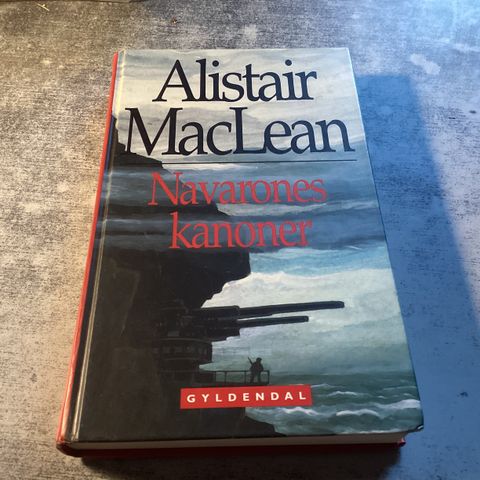 Alistair
MacLean
Navarones
kanoner
GYLDENDAL